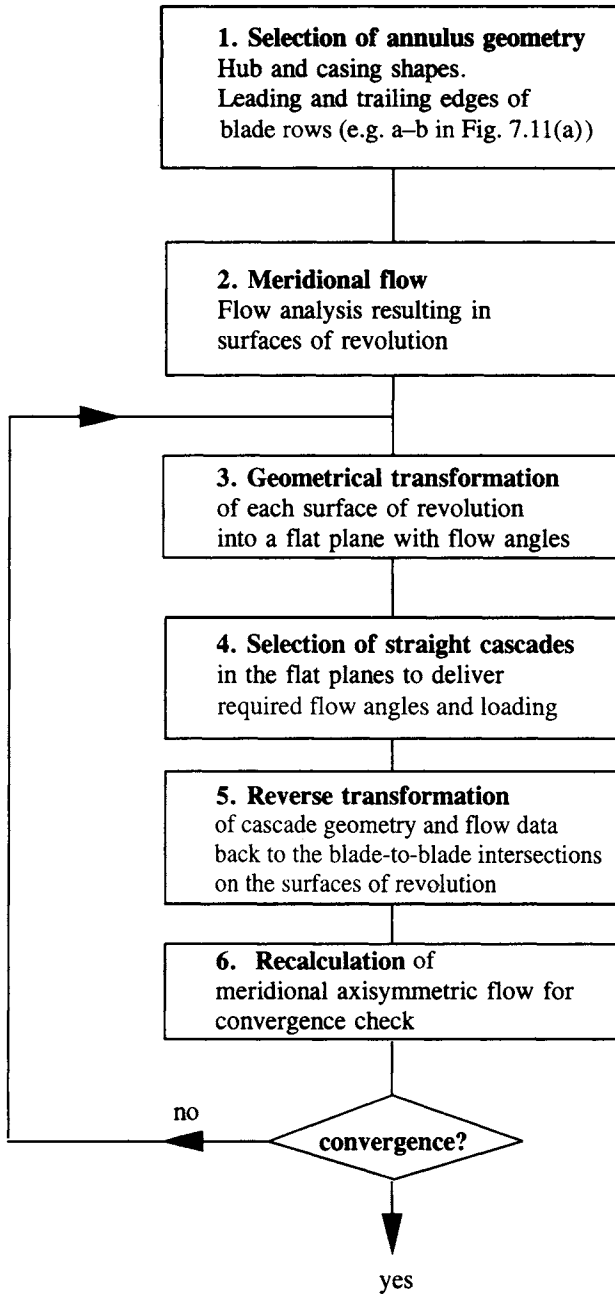 1. Selection of annulus geometry
Hub and casing shapes.
Leading and trailing edges of
blade rows (e.g. a–b in Fig. 7.11(a))
2. Meridional flow
Flow analysis resulting in
surfaces of revolution
3. Geometrical transformation
of each surface of revolution
into a flat plane with flow angles
4. Selection of straight cascades
in the flat planes to deliver
required flow angles and loading
5. Reverse transformation
of cascade geometry and flow data
back to the blade-to-blade intersections
on the surfaces of revolution
6. Recalculation of
meridional axisymmetric flow for
convergence check
no
convergence?
yes